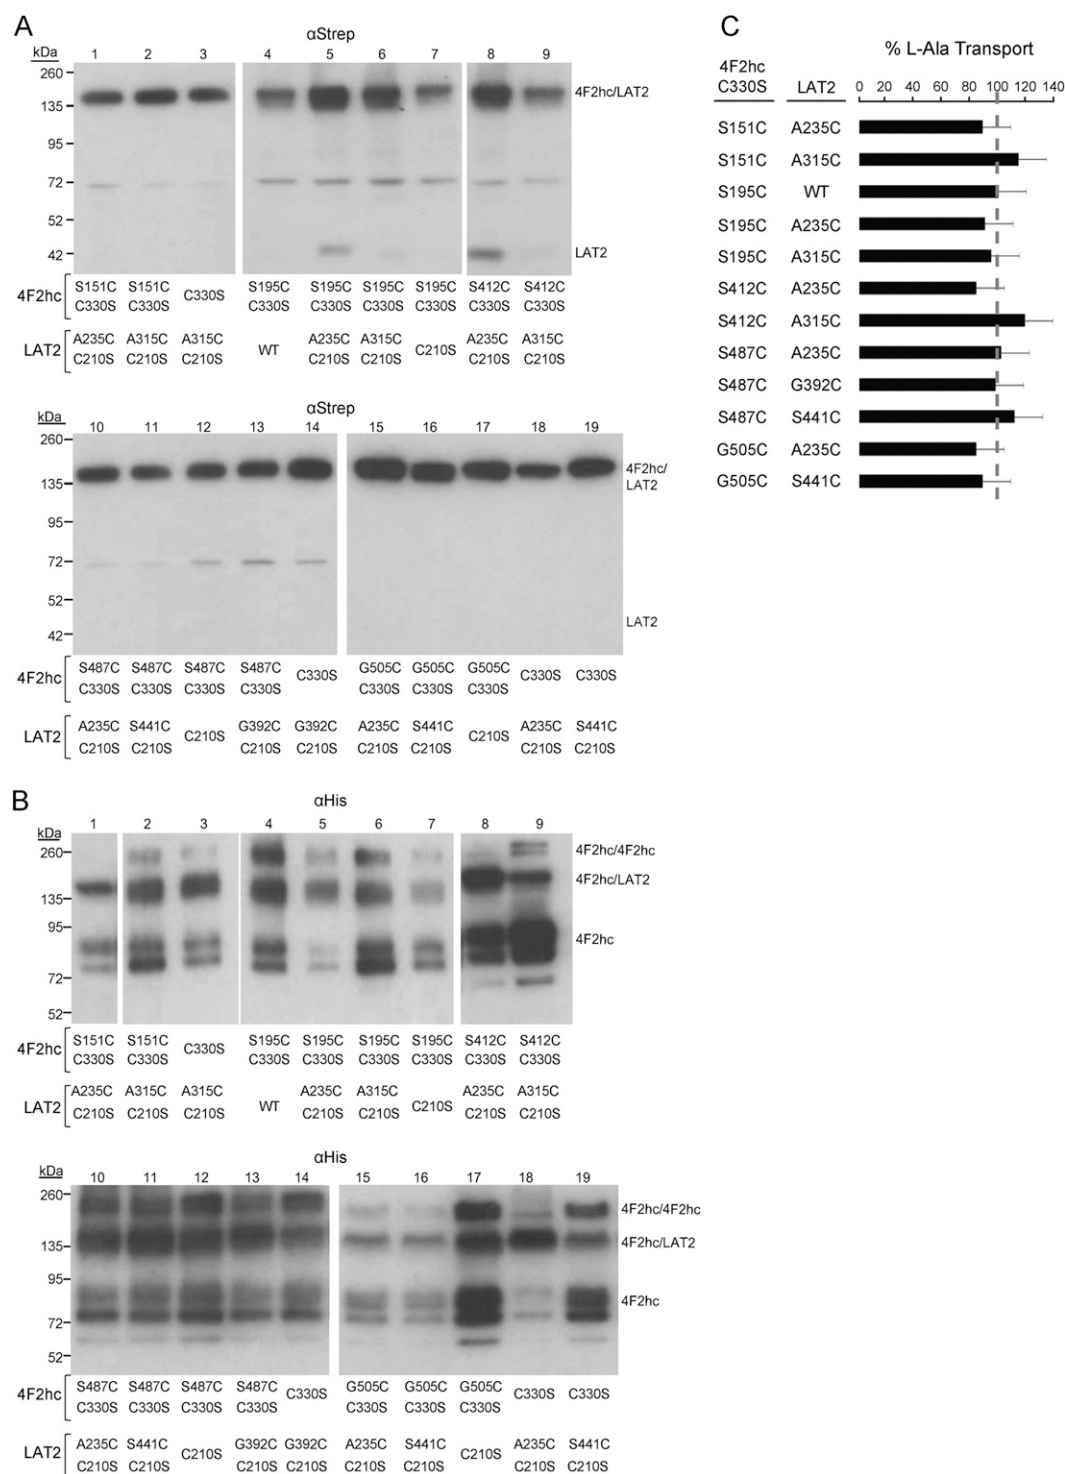 A
αStrep
kDa 1 2 3 4 5 6 7 8 9
260
135
95
72
52
42
4F2hc/LAT2
LAT2
4F2hc S151C S151C C330S S195C S195C S195C S195C S412C S412C
C330S C330S C330S C330S C330S C330S C330S C330S
LAT2 A235C A315C A315C WT A235C A315C C210S A235C A315C
C210S C210S C210S C210S C210S C210S C210S
αStrep
kDa 10 11 12 13 14 15 16 17 18 19
260
135
95
72
52
42
4F2hc/
LAT2
LAT2
4F2hc S487C S487C S487C S487C C330S G505C G505C G505C C330S C330S
C330S C330S C330S C330S C330S C330S C330S
LAT2 A235C S441C C210S G392C G392C A235C S441C C210S A235C S441C
C210S C210S C210S C210S C210S C210S C210S C210S
B
αHis
kDa 1 2 3 4 5 6 7 8 9
260
135
95
72
52
4F2hc/4F2hc
4F2hc/LAT2
4F2hc
4F2hc S151C S151C C330S S195C S195C S195C S195C S412C S412C
C330S C330S C330S C330S C330S C330S C330S C330S
LAT2 A235C A315C A315C WT A235C A315C C210S A235C A315C
C210S C210S C210S C210S C210S C210S C210S
αHis
kDa 10 11 12 13 14 15 16 17 18 19
260
135
95
72
52
4F2hc/4F2hc
4F2hc/LAT2
4F2hc
4F2hc S487C S487C S487C S487C C330S G505C G505C G505C C330S C330S
C330S C330S C330S C330S C330S C330S C330S
LAT2 A235C S441C C210S G392C G392C A235C S441C C210S A235C S441C
C210S C210S C210S C210S C210S C210S C210S C210S
C
% L-Ala Transport
4F2hc
C330S LAT2 0 20 40 60 80 100 120 140
S151C A235C
S151C A315C
S195C WT
S195C A235C
S195C A315C
S412C A235C
S412C A315C
S487C A235C
S487C G392C
S487C S441C
G505C A235C
G505C S441C